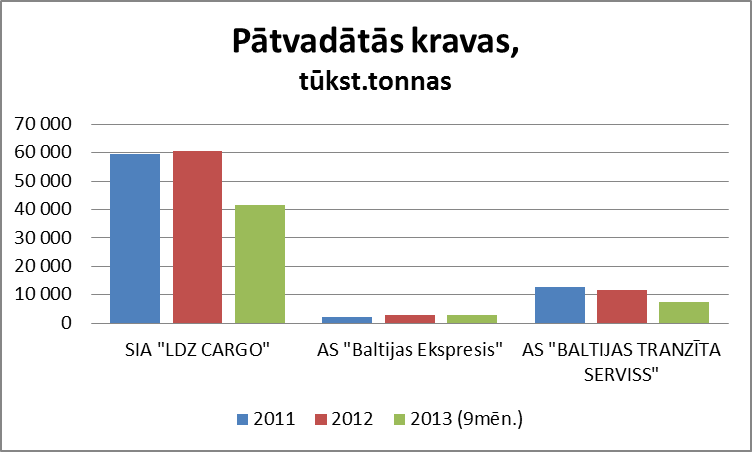 Pātvadātās kravas,
tūkst.tonnas
70 000
60 000
50 000
40 000
30 000
20 000
10 000
0
SIA "LDZ CARGO"
AS "Baltijas Ekspresis"
AS "BALTIJAS TRANZĪTA
SERVISS"
2011
2012
2013 (9mēn.)